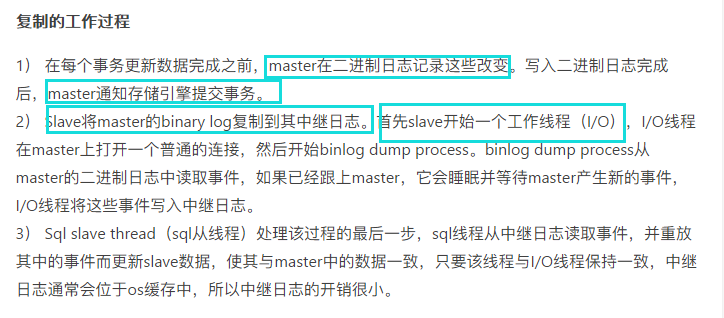 复制的工作过程
1） 在每个事务更新数据完成之前，master在二进制日志记录这些改变。写入二进制日志完成
后，master通知存储引擎提交事务。
2） Slave将master的binary log复制到其中继日志。首先slave开始一个工作线程（I/O），I/O线程
在master上打开一个普通的连接，然后开始binlog dump process。binlog dump process从
master的二进制日志中读取事件，如果已经跟上master，它会睡眠并等待master产生新的事件，
I/O线程将这些事件写入中继日志。
3） Sql slave thread（sql从线程）处理该过程的最后一步，sql线程从中继日志读取事件，并重放
其中的事件而更新slave数据，使其与master中的数据一致，只要该线程与I/O线程保持一致，中继
日志通常会位于os缓存中，所以中继日志的开销很小。